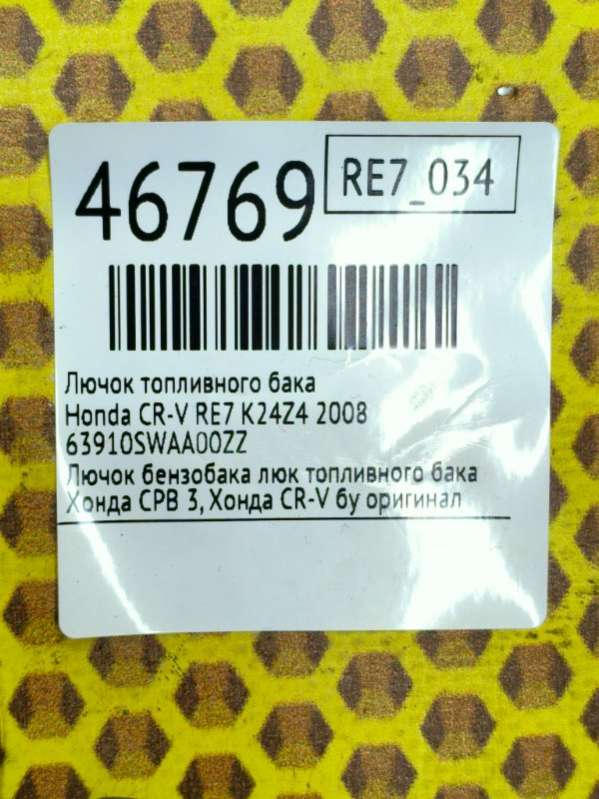 46769
RE7_034
Лючок топливного бака
Honda CR-V RE7 K24Z4 2008
63910SWAA00ZZ
Лючок бензобака люк топливного бака
Хонда СРВ 3, Хонда CR-V бу оригинал